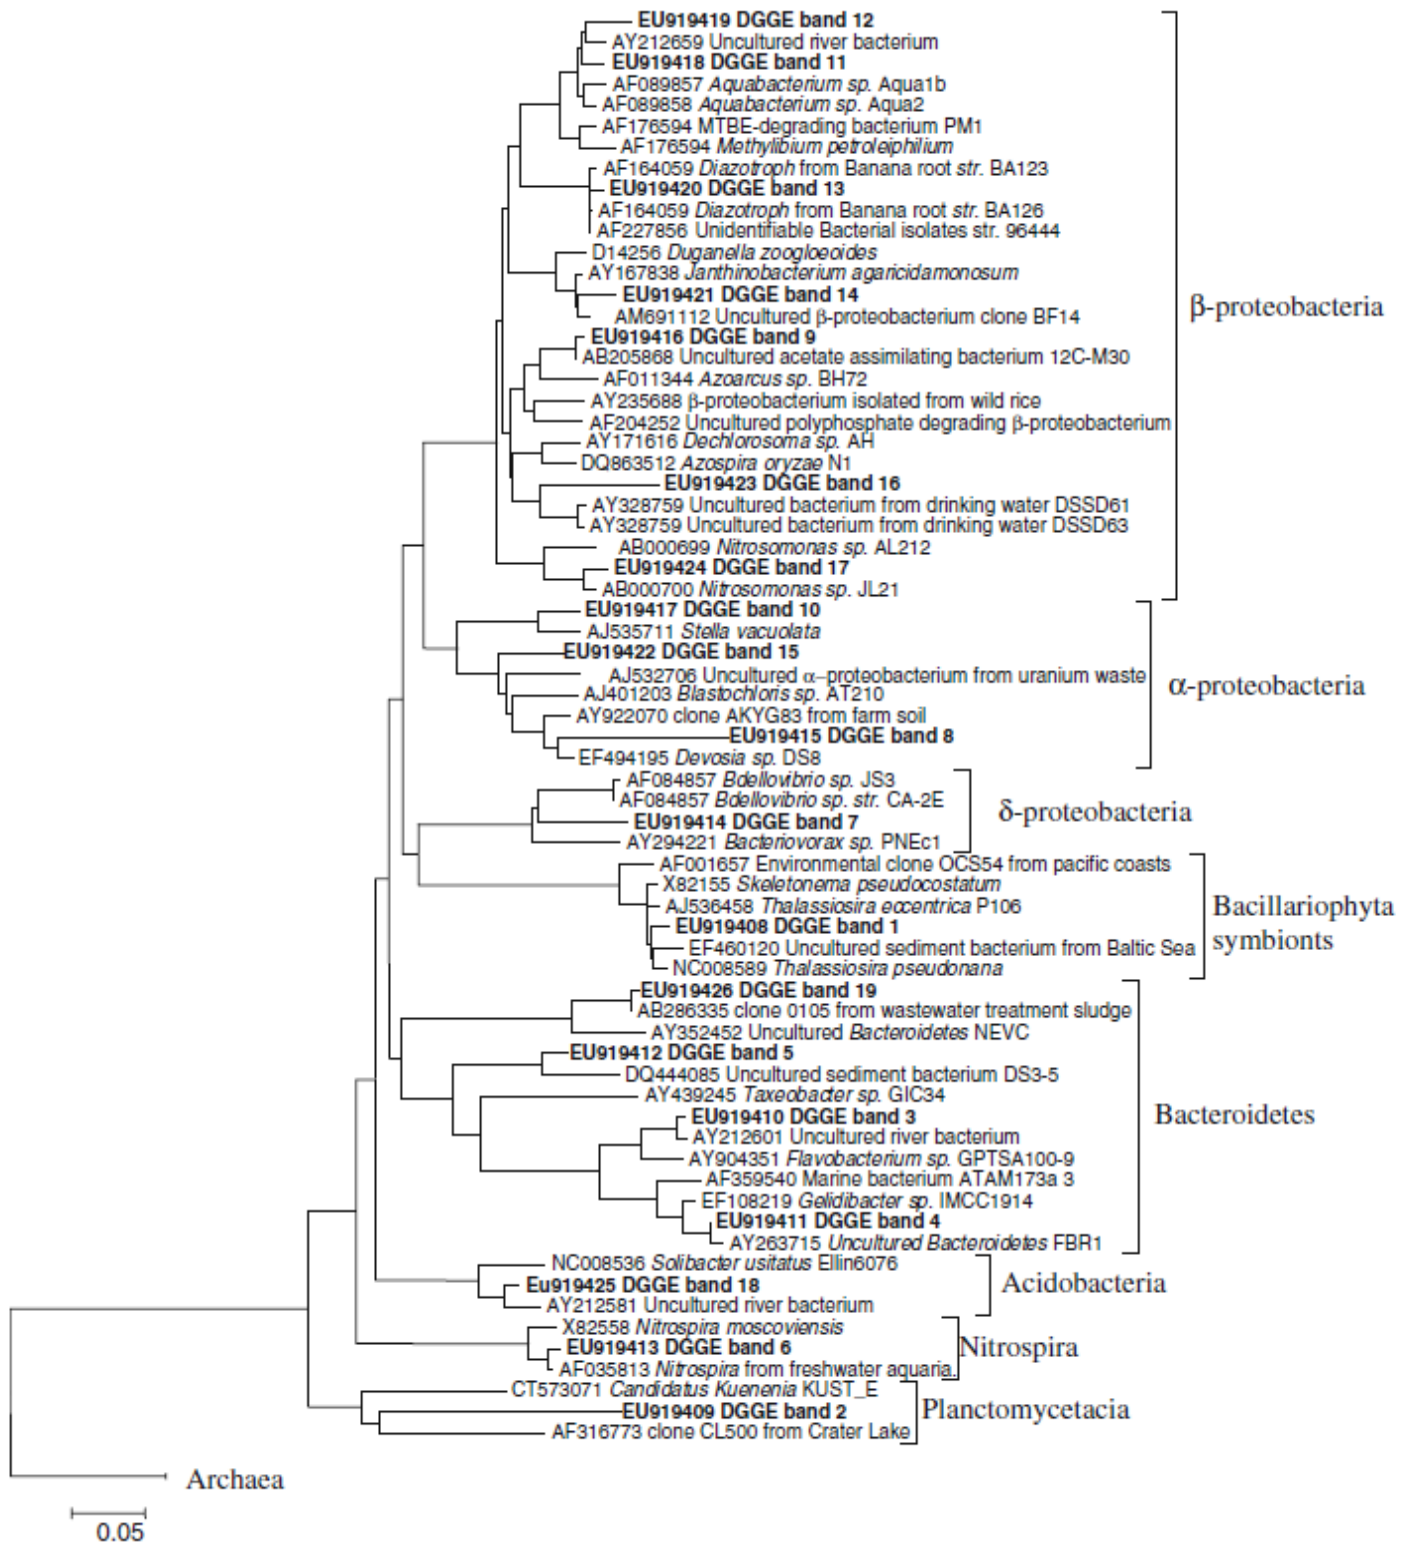 EU919419 DGGE band 12
AY212659 Uncultured river bacterium
EU919418 DGGE band 11
AF089857 Aquabacterium sp. Aqua1b
AF089858 Aquabacterium sp. Aqua2
AF176594 MTBE-degrading bacterium PM1
AF176594 Methylibium petroleiphilium
AF164059 Diazotroph from Banana root str. BA123
EU919420 DGGE band 13
AF164059 Diazotroph from Banana root str. BA126
AF227856 Unidentifiable Bacterial isolates str. 96444
D14256 Duganella zoogloeoides
AY167838 Janthinobacterium agaricidamonosum
EU919421 DGGE band 14
AM691112 Uncultured β-proteobacterium clone BF14
β-proteobacteria
EU919416 DGGE band 9
AB205868 Uncultured acetate assimilating bacterium 12C-M30
AF011344 Azoarcus sp. BH72
AY235688 β-proteobacterium isolated from wild rice
AF204252 Uncultured polyphosphate degrading β-proteobacterium
AY171616 Dechlorosoma sp. AH
DQ863512 Azospira oryzae N1
EU919423 DGGE band 16
AY328759 Uncultured bacterium from drinking water DSSD61
AY328759 Uncultured bacterium from drinking water DSSD63
AB000699 Nitrosomonas sp. AL212
EU919424 DGGE band 17
AB000700 Nitrosomonas sp. JL21
EU919417 DGGE band 10
AJ535711 Stella vacuolata
EU919422 DGGE band 15
AJ532706 Uncultured α–proteobacterium from uranium waste
α-proteobacteria
AJ401203 Blastochloris sp. AT210
AY922070 clone AKYG83 from farm soil
EU919415 DGGE band 8
EF494195 Devosia sp. DS8
AF084857 Bdellovibrio sp. JS3
AF084857 Bdellovibrio sp. str. CA-2E
δ-proteobacteria
EU919414 DGGE band 7
AY294221 Bacteriovorax sp. PNEc1
AF001657 Environmental clone OCS54 from pacific coasts
X82155 Skeletonema pseudocostatum
AJ536458 Thalassiosira eccentrica P106
Bacillariophyta
symbionts
EU919408 DGGE band 1
EF460120 Uncultured sediment bacterium from Baltic Sea
NC008589 Thalassiosira pseudonana
EU919426 DGGE band 19
AB286335 clone 0105 from wastewater treatment sludge
AY352452 Uncultured Bacteroidetes NEVC
EU919412 DGGE band 5
DQ444085 Uncultured sediment bacterium DS3-5
AY439245 Taxeobacter sp. GIC34
EU919410 DGGE band 3
Bacteroidetes
AY212601 Uncultured river bacterium
AY904351 Flavobacterium sp. GPTSA100-9
AF359540 Marine bacterium ATAM173a 3
EF108219 Gelidibacter sp. IMCC1914
EU919411 DGGE band 4
AY263715 Uncultured Bacteroidetes FBR1
NC008536 Solibacter usitatus Ellin6076
Eu919425 DGGE band 18
Acidobacteria
AY212581 Uncultured river bacterium
X82558 Nitrospira moscoviensis
EU919413 DGGE band 6
Nitrospira
AF035813 Nitrospira from freshwater aquaria.
CT573071 Candidatus Kuenenia KUST_E
EU919409 DGGE band 2
Planctomycetacia
AF316773 clone CL500 from Crater Lake
Archaea
0.05